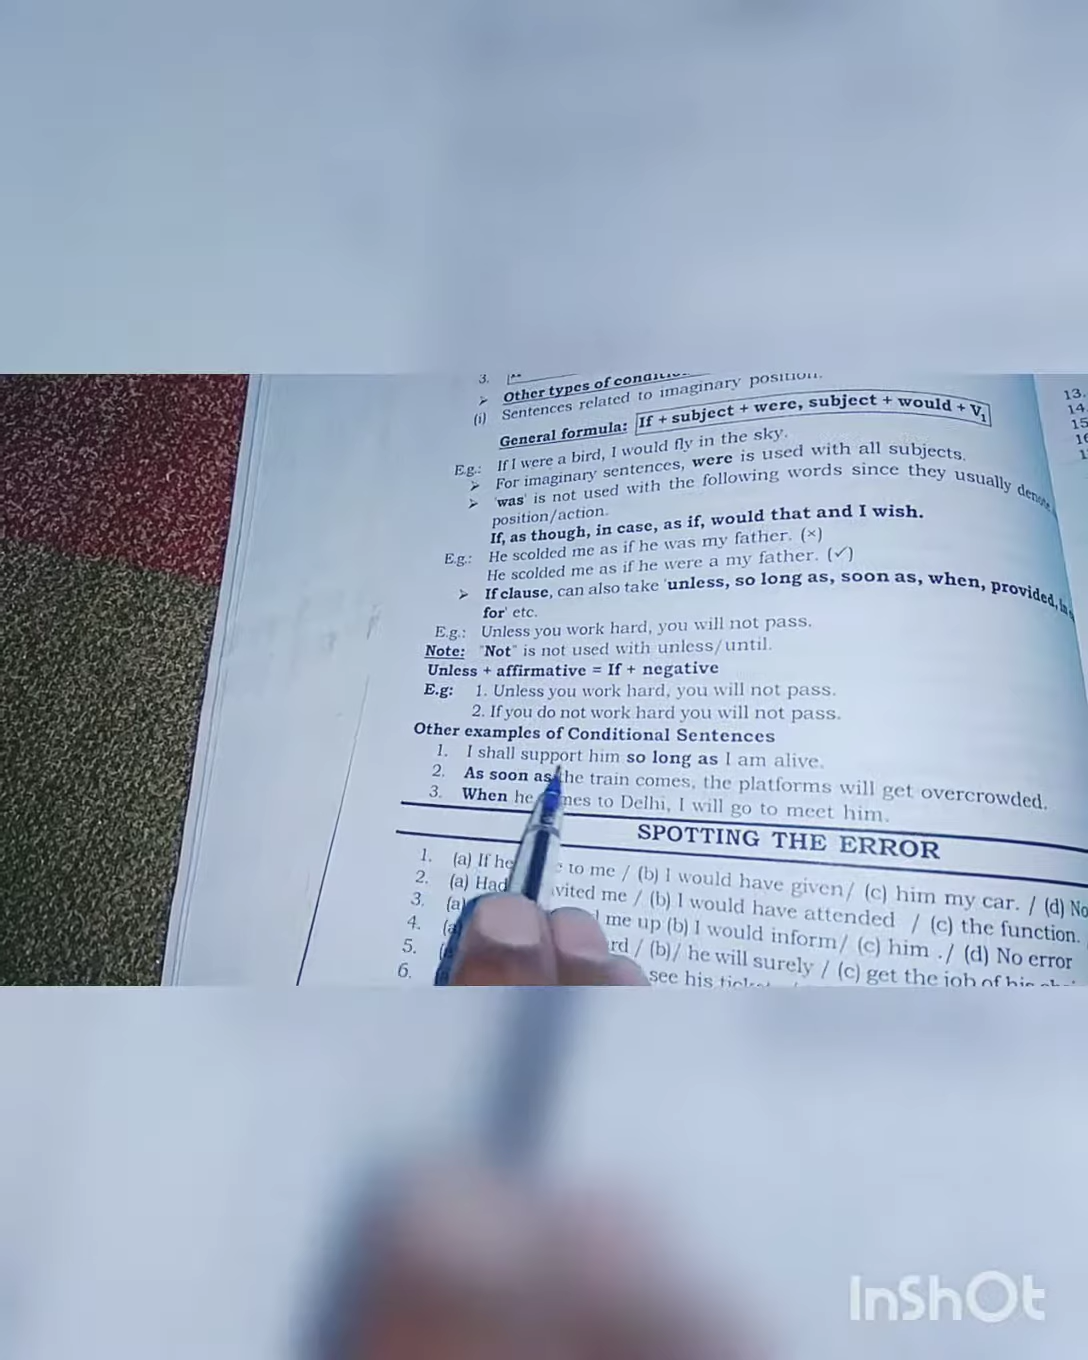 3.
➢ Other types of
(i) Sentences related to imaginary position.
General formula: If + subject + were, subject + would + V₁
E.g.: If I were a bird, I would fly in the sky.
➢ For imaginary sentences, were is used with all subjects.
➢ 'was' is not used with the following words since they usually
position/action.
If, as though, in case, as if, would that and I wish.
E.g.: He scolded me as if he was my father. (×)
He scolded me as if he were a my father. (✓)
➢ If clause, can also take 'unless, so long as, soon as, when, provided,
for' etc.
E.g.: Unless you work hard, you will not pass.
Note: "Not" is not used with unless/until.
Unless + affirmative = If + negative
E.g: 1. Unless you work hard, you will not pass.
2. If you do not work hard you will not pass.
Other examples of Conditional Sentences
1. I shall support him so long as I am alive.
2. As soon as the train comes, the platforms will get overcrowded.
3. When he to Delhi, I will go to meet him.
SPOTTING THE ERROR
1. (a) If he to me / (b) I would have given/ (c) him my car. / (d) No
2. (a) Had me / (b) I would have attended / (c) the function.
3. (a) me up (b) I would inform/ (c) him ./ (d) No error
4. / (b)/ he will surely / (c) get the job of his
5. see his
6.
13.
14.
15
InShOt